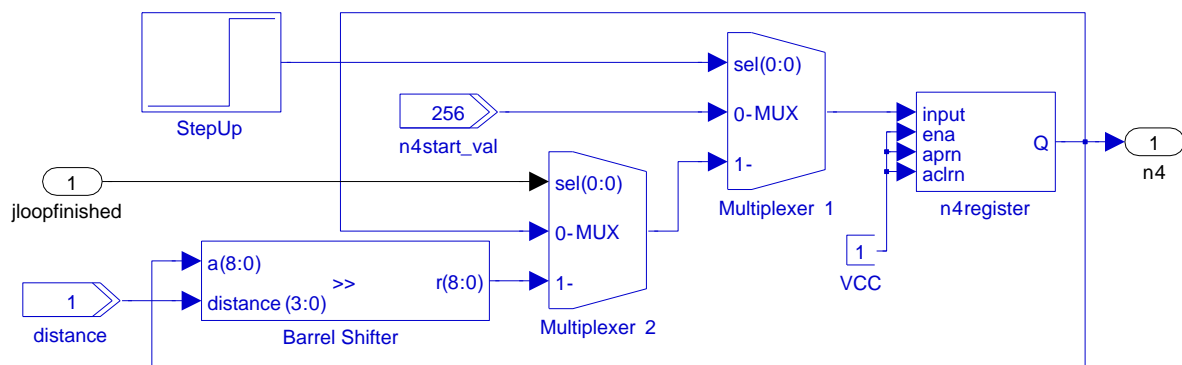 StepUp
256
n4start_val
sel(0:0)
0-MUX
1-
Multiplexer 1
input
ena
aprn
aclrn
Q
n4register
1
n4
1
jloopfinished
sel(0:0)
0-MUX
1-
Multiplexer 2
1
VCC
1
distance
a(8:0)
distance (3:0)
>>
r(8:0)
Barrel Shifter